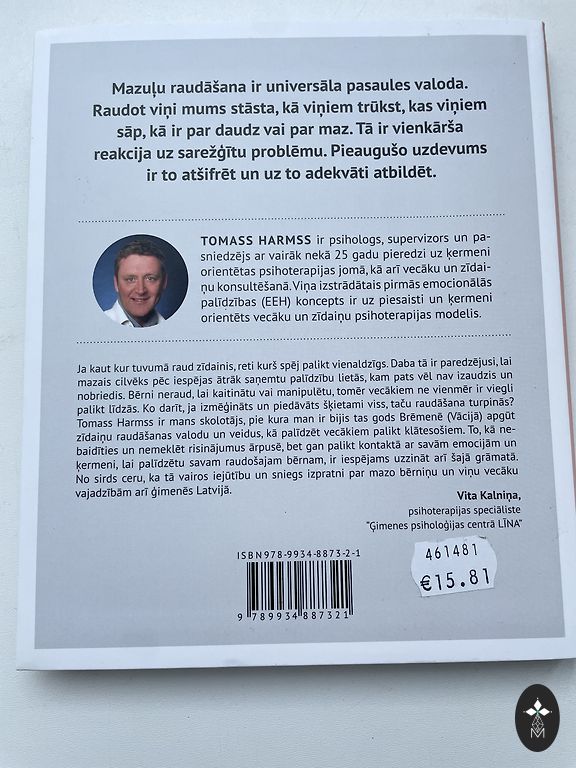 Mazuļu raudāšana ir universāla pasaules valoda.
Raudot viņi mums stāsta, kā viņiem trūkst, kas viņiem
sāp, kā ir par daudz vai par maz. Tā ir vienkārša
reakcija uz sarežģītu problēmu. Pieaugušo uzdevums
ir to atšifrēt un uz to adekvāti atbildēt.
TOMASS HARMSS ir psihologs, supervizors un pa-
sniedzējs ar vairāk nekā 25 gadu pieredzi uz ķermeni
orientētas psihoterapijas jomā, kā arī vecāku un zīdai-
ņu konsultēšanā. Viņa izstrādātais pirmās emocionālās
palīdzības (EEH) koncepts ir uz piesaisti un ķermeni
orientēts vecāku un zīdaiņu psihoterapijas modelis.
Ja kaut kur tuvumā raud zīdainis, reti kurš spēj palikt vienaldzīgs. Daba tā ir paredzējusi, lai
mazais cilvēks pēc iespējas ātrāk saņemtu palīdzību lietās, kam pats vēl nav izaudzis un
nobriedis. Bērni neraud, lai kaitinātu vai manipulētu, tomēr vecākiem ne vienmēr ir viegli
palikt līdzās. Ko darīt, ja izmēģināts un piedāvāts šķietami viss, taču raudāšana turpinās?
Tomass Harmss ir mans skolotājs, pie kura man ir bijis tas gods Brēmenē (Vācijā) apgūt
zīdaiņu raudāšanas valodu un veidus, kā palīdzēt vecākiem palikt klātesošiem. To, kā ne-
baidīties un nemeklēt risinājumus ārpusē, bet gan palikt kontaktā ar savām emocijām un
ķermeni, lai palīdzētu savam raudošajam bērnam, ir iespējams uzzināt arī šajā grāmatā.
No sirds ceru, ka tā vairos iejūtību un sniegs izpratni par mazo bērniņu un viņu vecāku
vajadzībām arī ģimenēs Latvijā.
Vita Kalniņa,
psihoterapijas speciāliste
"Ģimenes psiholoģijas centrā LĪNA"
ISBN 978-9934-8873-2-1
9 789934 887321
461481
€15.81